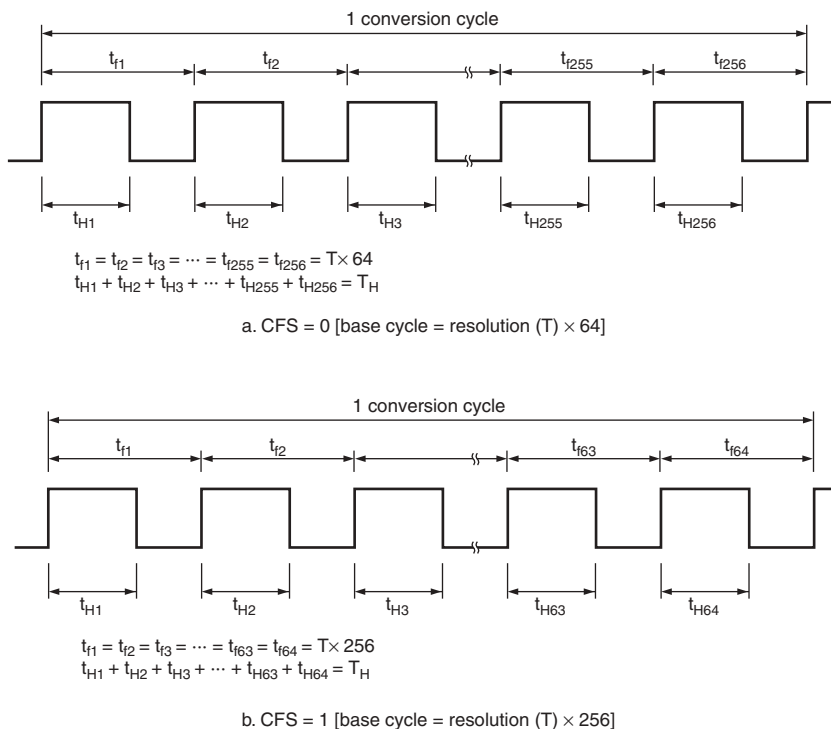 1 conversion cycle
tf1 tf2 tf255 tf256
tH1 tH2 tH3 tH255 tH256
tf1 = tf2 = tf3 = ··· = tf255 = tf256 = T× 64
tH1 + tH2 + tH3 + ··· + tH255 + tH256 = TH
a. CFS = 0 [base cycle = resolution (T) × 64]
1 conversion cycle
tf1 tf2 tf63 tf64
tH1 tH2 tH3 tH63 tH64
tf1 = tf2 = tf3 = ··· = tf63 = tf64 = T× 256
tH1 + tH2 + tH3 + ··· + tH63 + tH64 = TH
b. CFS = 1 [base cycle = resolution (T) × 256]